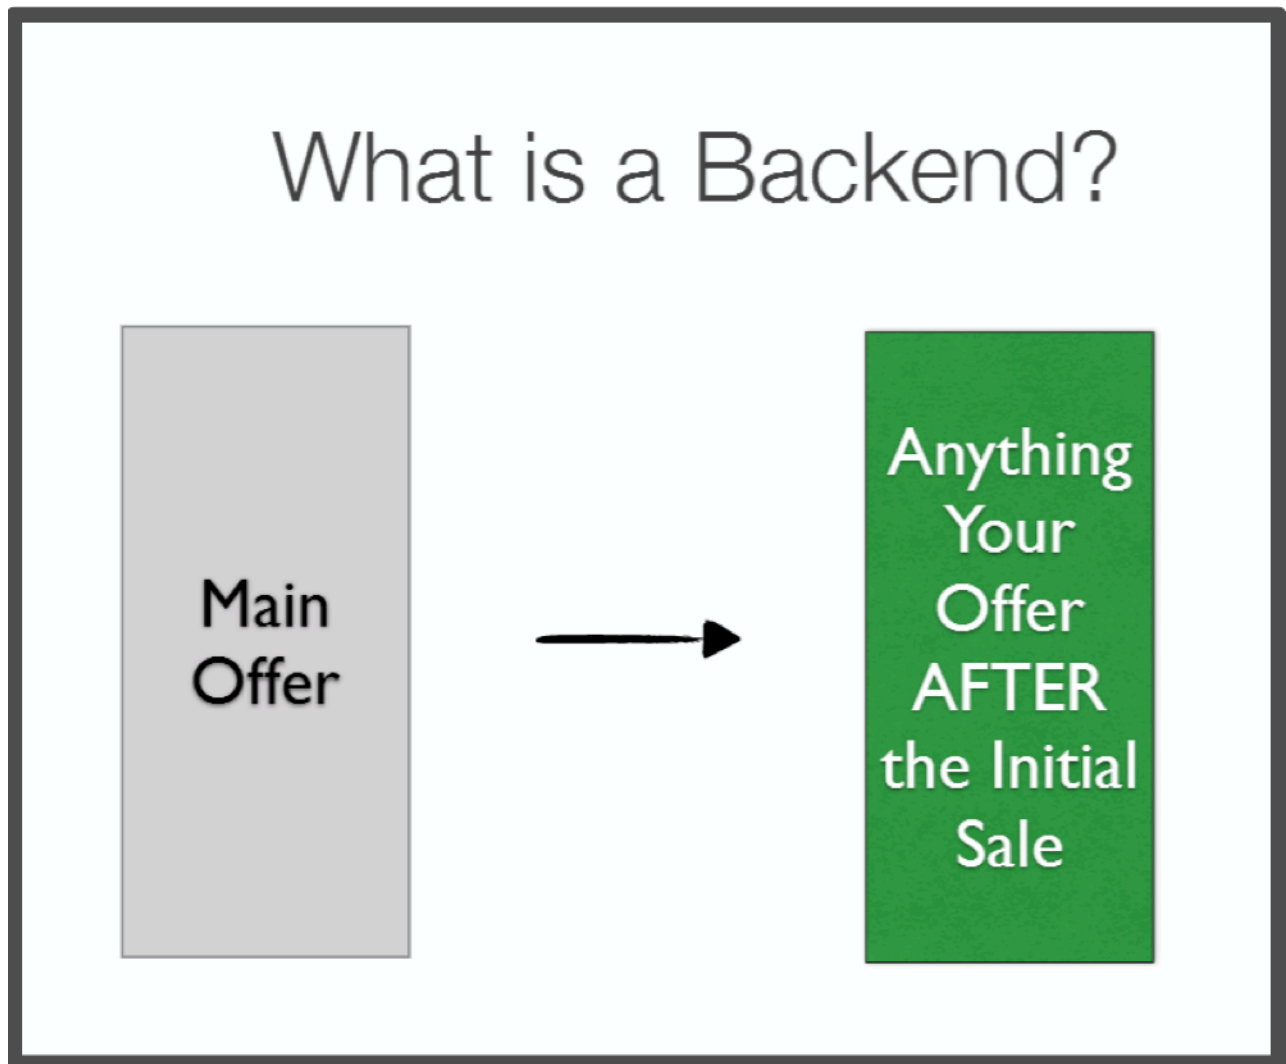 What is a Backend?
Main
Offer
Anything
Your
Offer
AFTER
the Initial
Sale